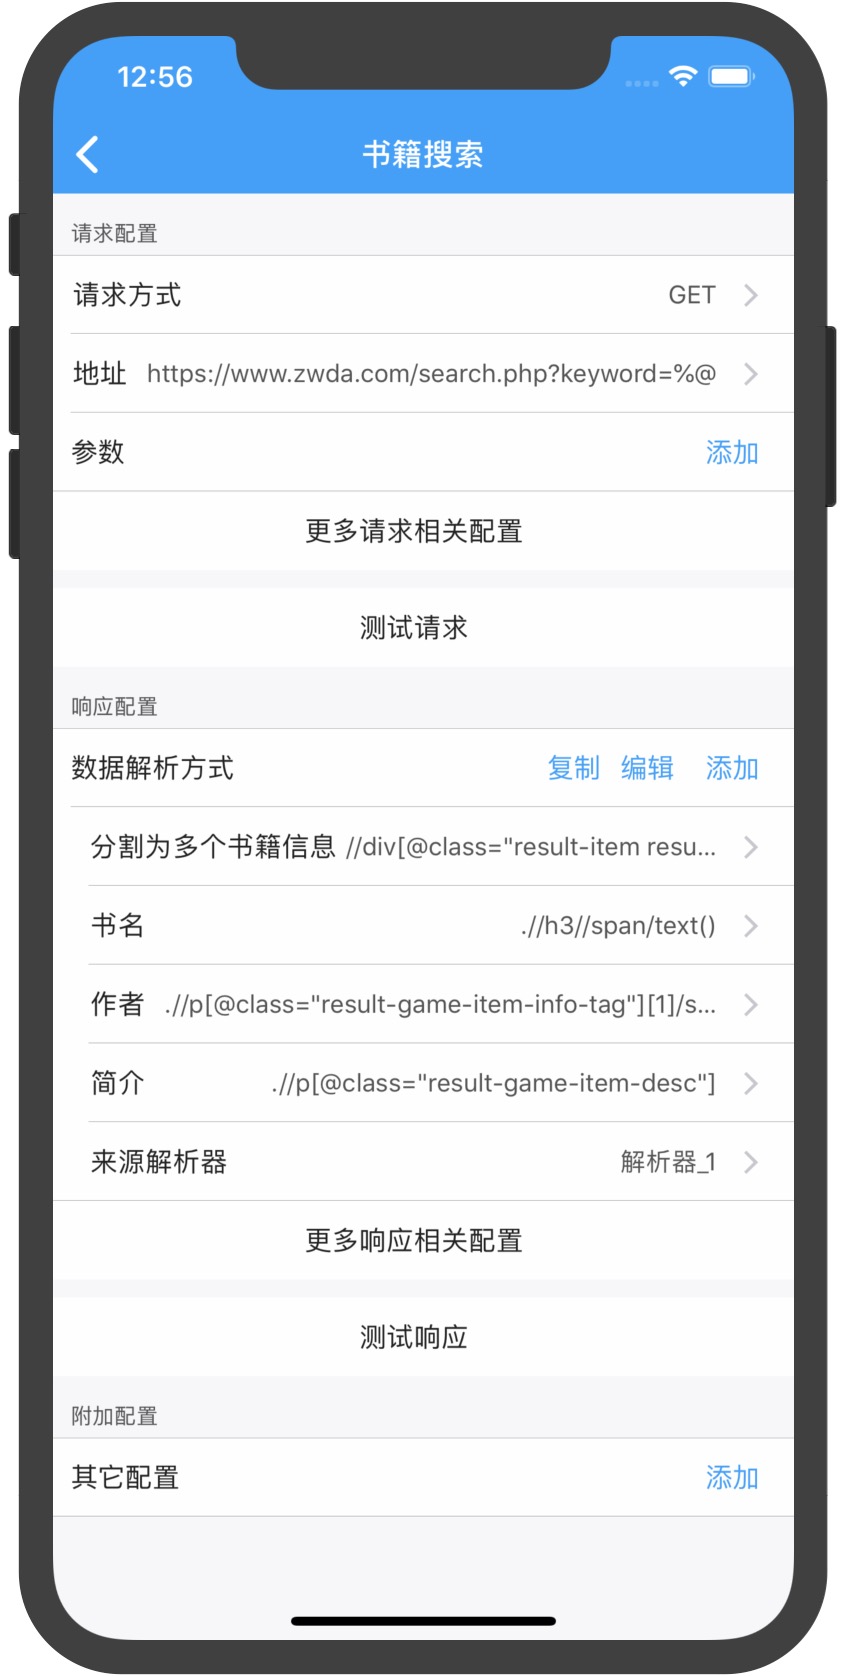 12:56
书籍搜索
请求配置
请求方式 GET
地址 https://www.zwda.com/search.php?keyword=%@
参数 添加
更多请求相关配置
测试请求
响应配置
数据解析方式 复制 编辑 添加
分割为多个书籍信息 //div[@class="result-item resu...
书名 .//h3//span/text()
作者 .//p[@class="result-game-item-info-tag"][1]/s...
简介 .//p[@class="result-game-item-desc"]
来源解析器 解析器_1
更多响应相关配置
测试响应
附加配置
其它配置 添加